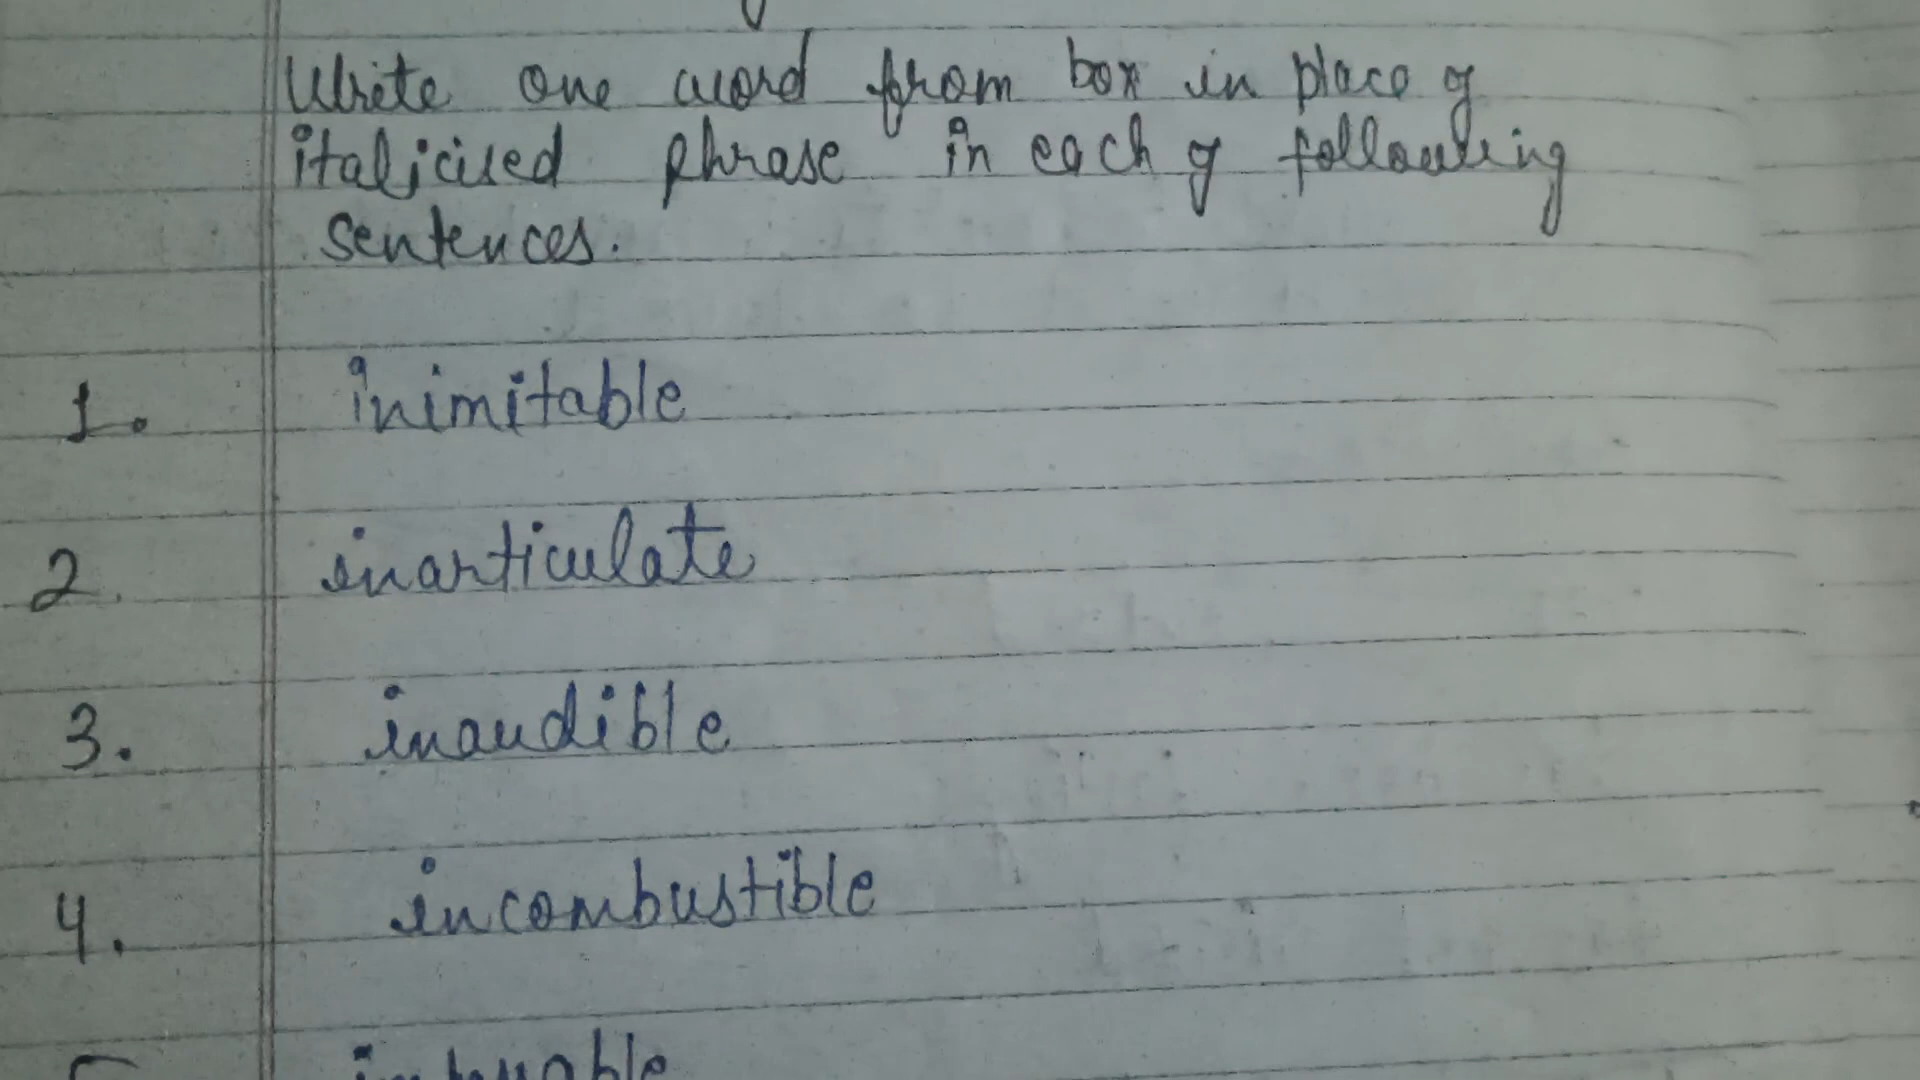 Write one word from box in place of
italicised phrase in each of following
sentences.
1. inimitable
2. inarticulate
3. inaudible
4. incombustible